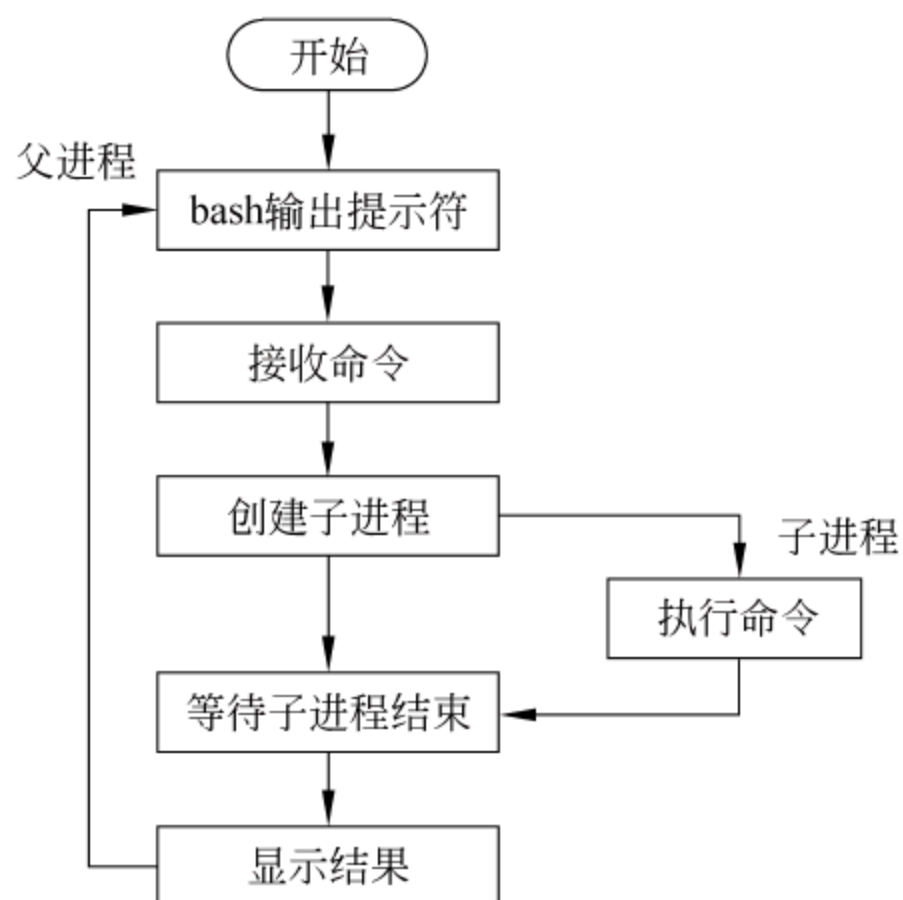 开始
父进程
bash输出提示符
接收命令
创建子进程
子进程
执行命令
等待子进程结束
显示结果